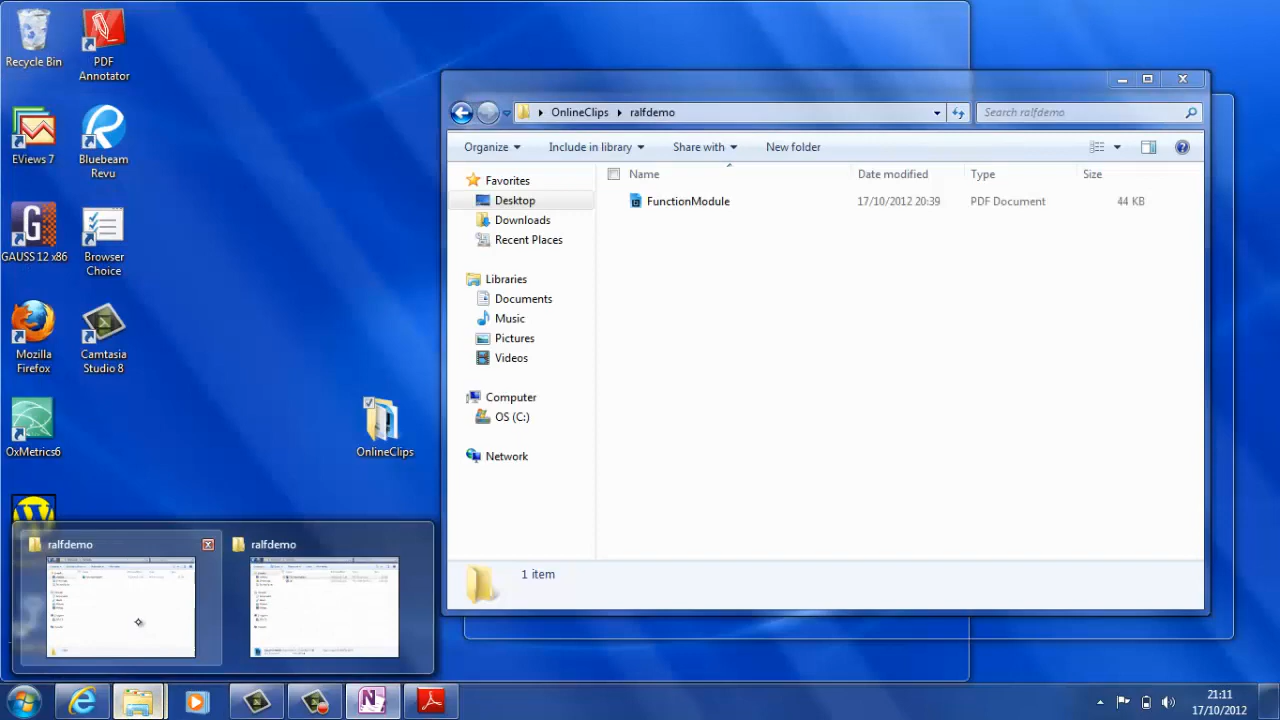 Recycle Bin
PDF
Annotator
EViews 7
Bluebeam
Revu
GAUSS 12 x86
Browser
Choice
Mozilla
Firefox
Camtasia
Studio 8
OxMetrics6
OnlineClips
OnlineClips
ralfdemo
Search ralfdemo
Organize
Include in library
Share with
New folder
Name
Date modified
Type
Size
FunctionModule
17/10/2012 20:39
PDF Document
44 KB
Favorites
Desktop
Downloads
Recent Places
Libraries
Documents
Music
Pictures
Videos
Computer
OS (C:)
Network
1 item
ralfdemo
ralfdemo
21:11
17/10/2012